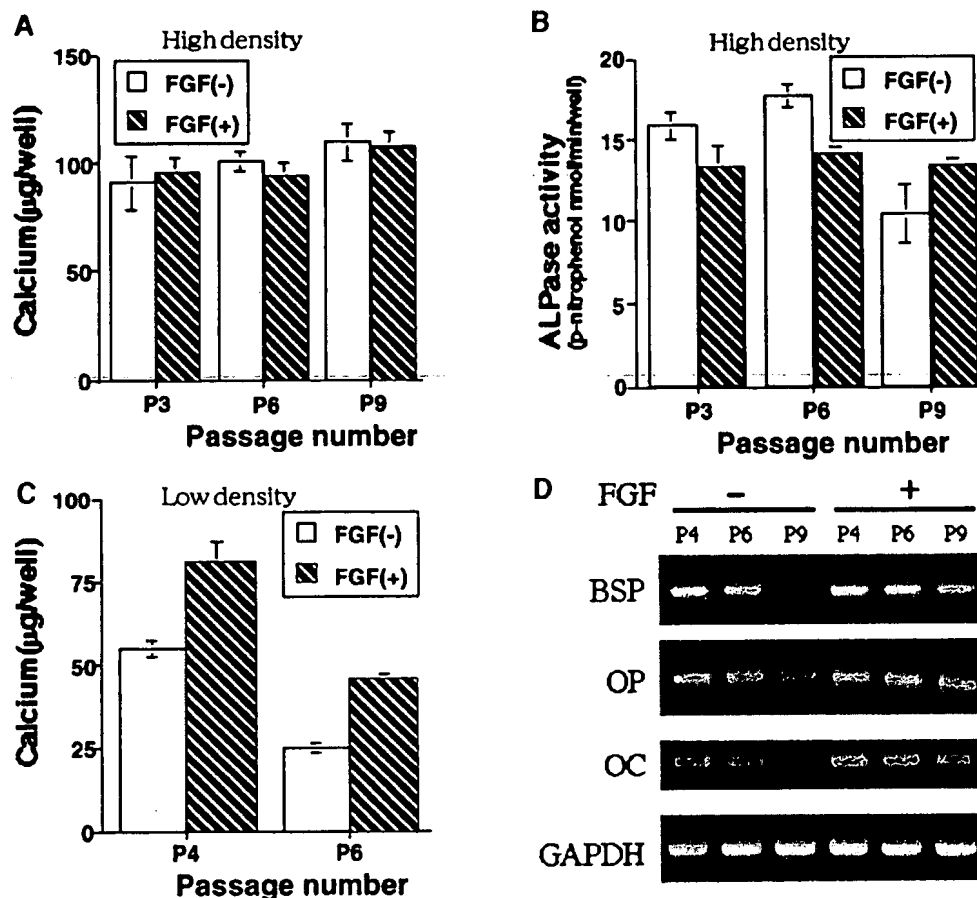 A
High density
150
100
50
0
FGF(-)
FGF(+)
Calcium (μg/well)
P3 P6 P9
Passage number
B
High density
20
15
10
5
0
FGF(-)
FGF(+)
ALPase activity
(p-nitrophenol nmol/min/well)
P3 P6 P9
Passage number
C
Low density
100
75
50
25
0
FGF(-)
FGF(+)
Calcium (μg/well)
P4 P6
Passage number
D
FGF − +
P4 P6 P9 P4 P6 P9
BSP
OP
OC
GAPDH